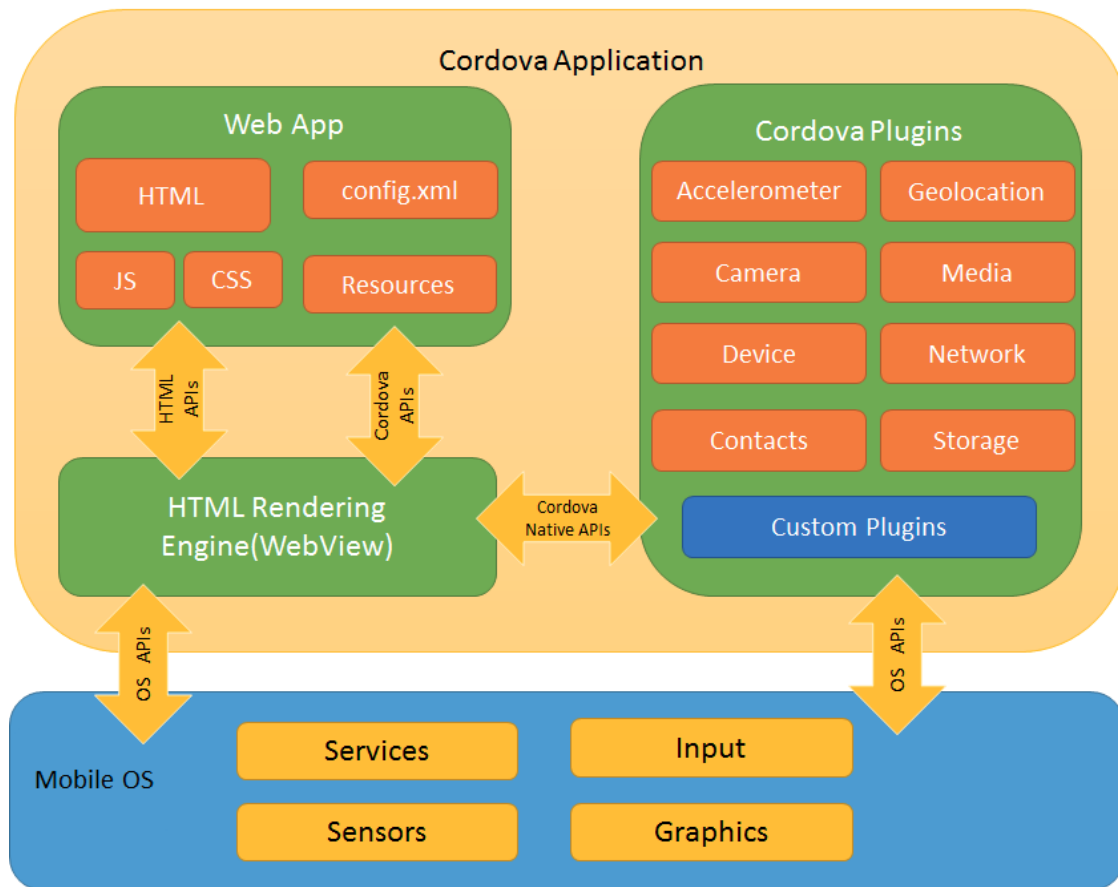 Cordova Application
Web App
HTML
config.xml
JS
CSS
Resources
HTML
APIs
Cordova
APIs
HTML Rendering
Engine(WebView)
Cordova
Native APIs
Cordova Plugins
Accelerometer
Geolocation
Camera
Media
Device
Network
Contacts
Storage
Custom Plugins
OS APIs
OS APIs
Mobile OS
Services
Input
Sensors
Graphics